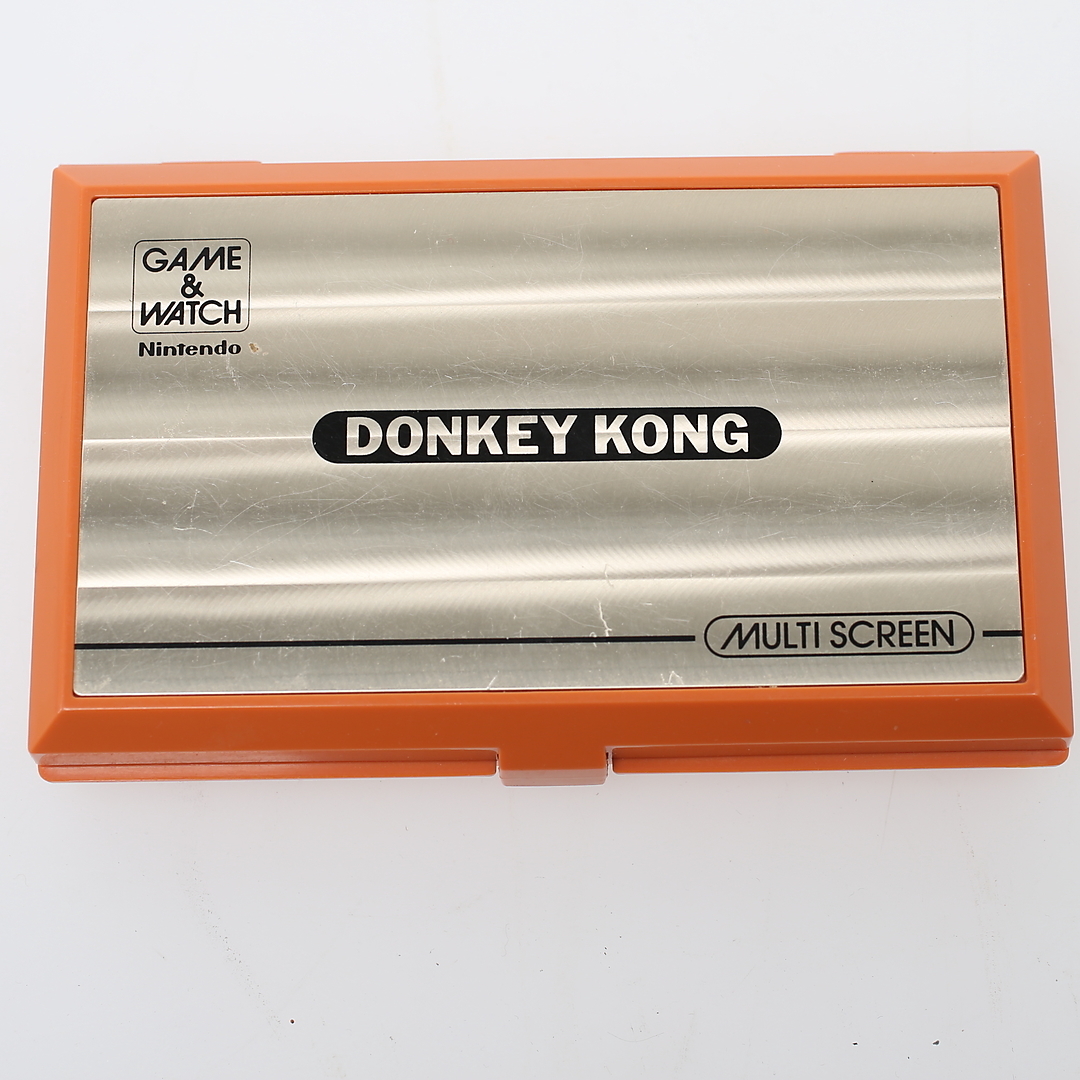 GAME
&
WATCH
Nintendo
DONKEY KONG
MULTI SCREEN